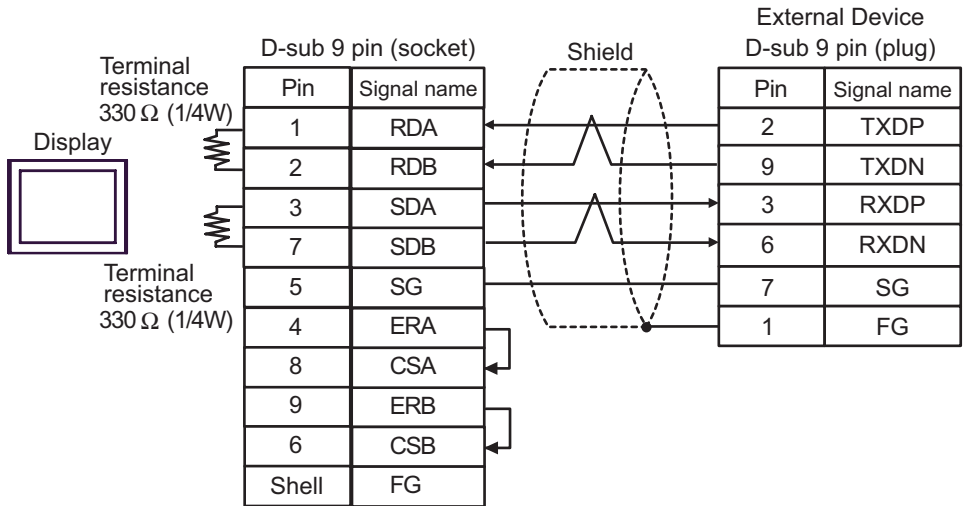 External Device
D-sub 9 pin (socket)
Shield
D-sub 9 pin (plug)
Terminal
resistance
330 Ω (1/4W)
Display
Pin Signal name
1 RDA
2 RDB
3 SDA
7 SDB
5 SG
4 ERA
8 CSA
9 ERB
6 CSB
Shell FG
Terminal
resistance
330 Ω (1/4W)
Pin Signal name
2 TXDP
9 TXDN
3 RXDP
6 RXDN
7 SG
1 FG